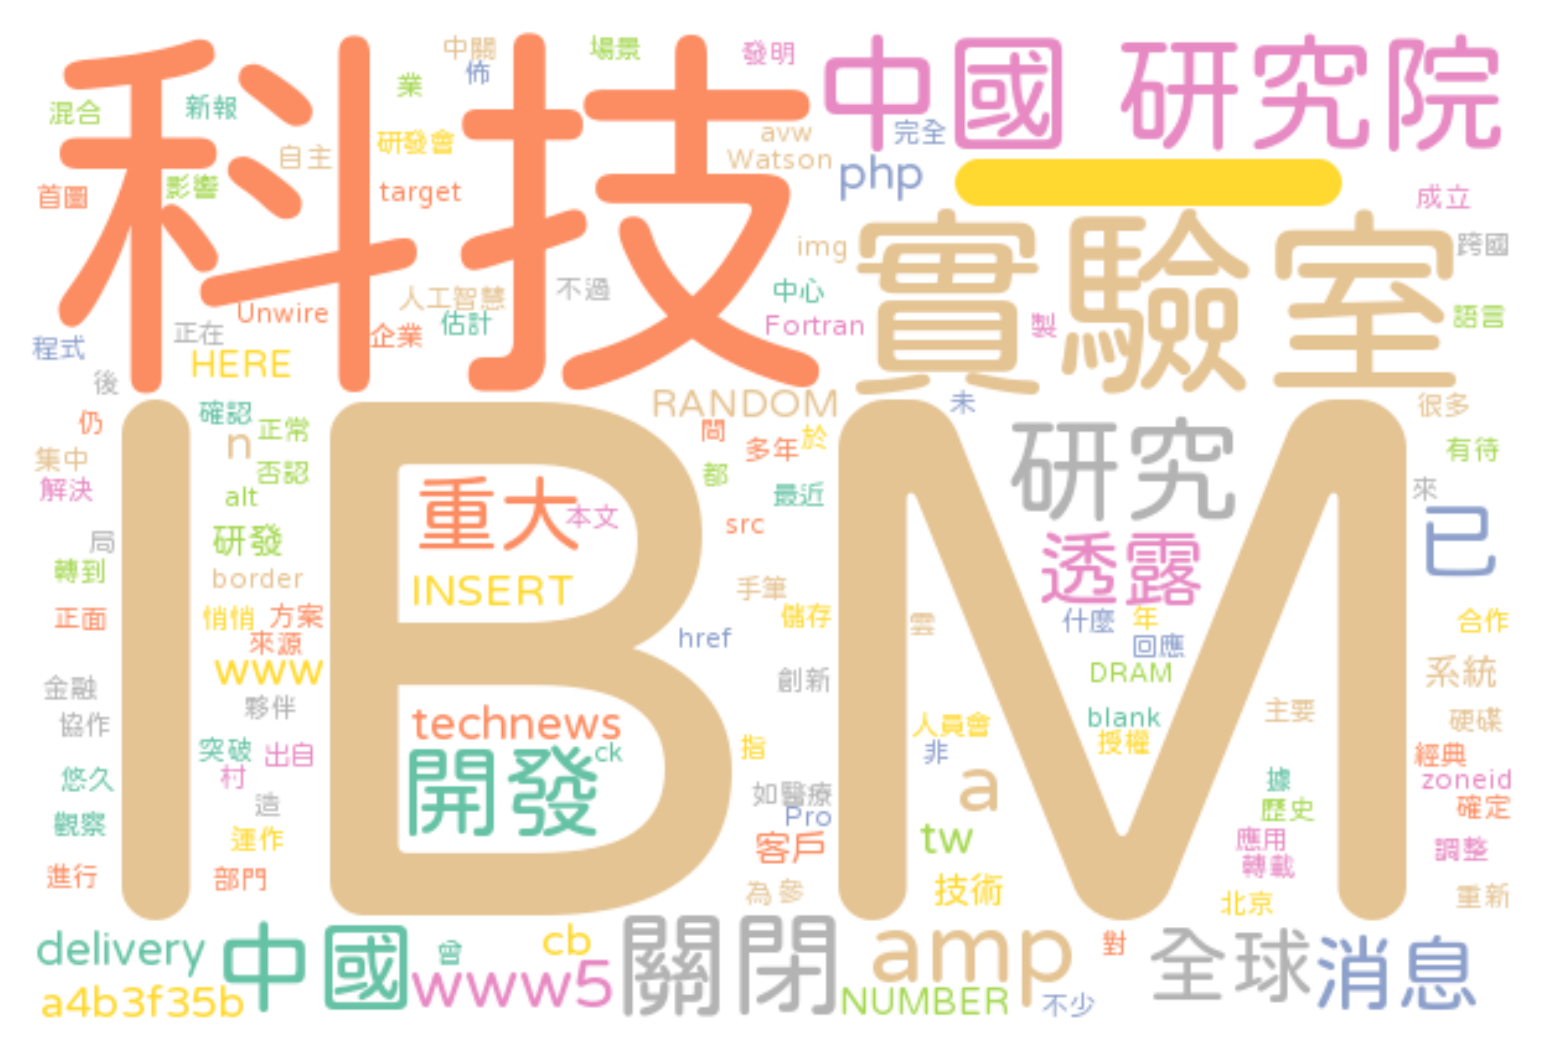 科技
中國 研究院
實驗室
IBM
中關
佈
場景
發明
業
混合
新報
研發會
自主
avw
完全
Watson
php
首圖
影響
target
成立
img
跨國
人工智慧
不過
中心
Unwire
估計
Fortran
製
語言
正在
企業
程式
HERE
後
RANDOM
未
很多
確認
正常
仍
n
間
多年
於
研究
集中
否認
都
有待
解決
alt
重大
本文
最近
來
src
已
局
研發
透露
轉到
border
INSERT
手筆
正面
悄悄
方案
儲存
雲
什麼
年
合作
來源
href
回應
www
創新
DRAM
系統
金融
夥伴
technews
人員會
blank
主要
硬碟
協作
突破
出自
開發
ck
指
非
授權
經典
悠久
村
如醫療
a
據
zoneid
造
Pro
歷史
確定
觀察
運作
客戶
tw
應用
調整
轉載
進行
部門
為
參
技術
北京
重新
delivery
中國
曾
cb
關閉
amp
對
全球
消息
www5
a4b3f35b
NUMBER
不少